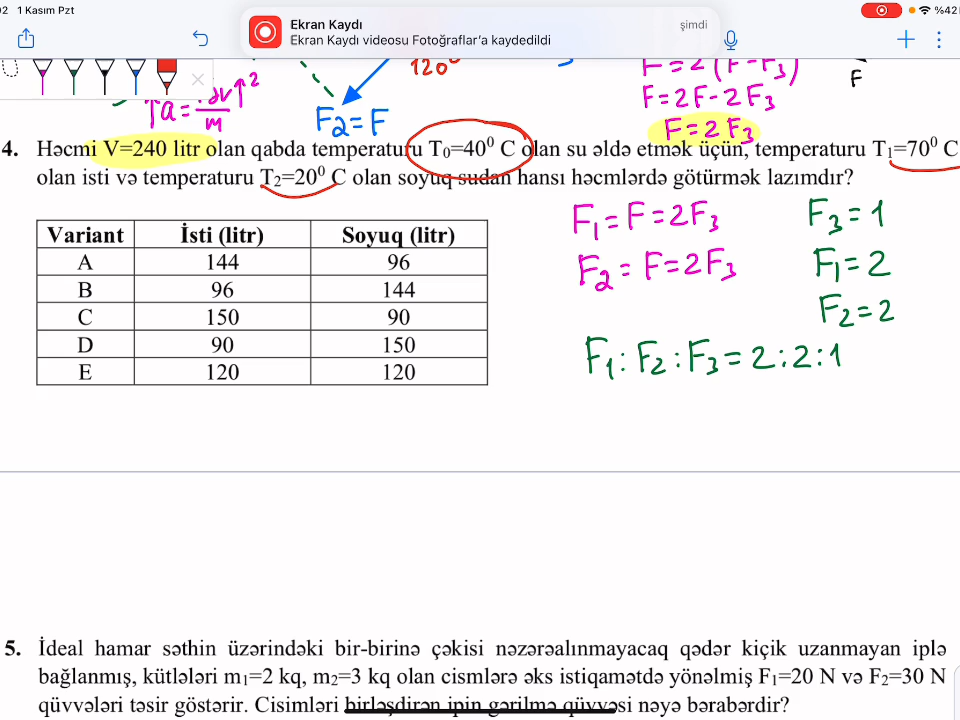 1 Kasım Pzt
%42
Ekran Kaydı
şimdi
Ekran Kaydı videosu Fotoğraflar'a kaydedildi
120°
F
F=2F-2F3
a=
m
F2=F
F=2F3
4. Həcmi V=240 litr olan qabda temperaturu T0=40⁰ C olan su əldə etmək üçün, temperaturu T1=70⁰ C
olan isti və temperaturu T2=20⁰ C olan soyuq sudan hansı həcmlərdə götürmək lazımdır?
Variant İsti (litr) Soyuq (litr)
A 144 96
B 96 144
C 150 90
D 90 150
E 120 120
F1=F=2F3
F3=1
F2=F=2F3
F1=2
F2=2
F1:F2:F3=2:2:1
5. İdeal hamar səthin üzərindəki bir-birinə çəkisi nəzərəalınmayacaq qədər kiçik uzanmayan iplə
bağlanmış, kütlələri m1=2 kq, m2=3 kq olan cismlərə əks istiqamətdə yönəlmiş F1=20 N və F2=30 N
qüvvələri təsir göstərir. Cisimləri birləşdirən ipin gərilmə qüvvəsi nəyə bərabərdir?